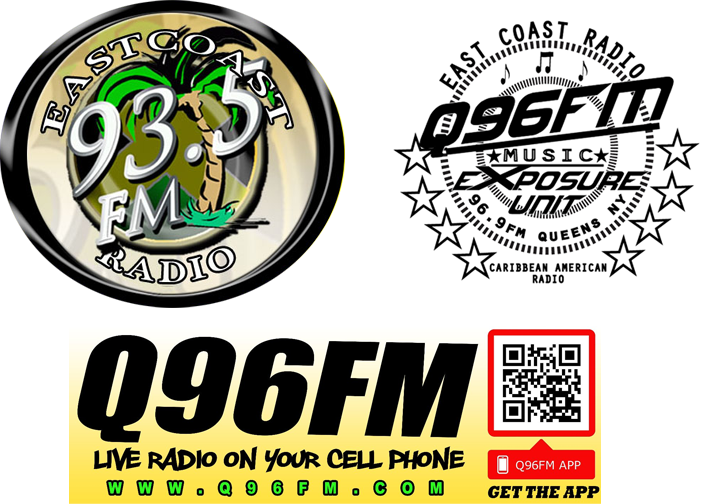 EASTCOAST
93.5
FM
RADIO
EAST COAST RADIO
Q96FM
★MUSIC★
EXPOSURE
UNIT
96.9FM QUEENS NY
CARIBBEAN AMERICAN
RADIO
Q96FM
LIVE RADIO ON YOUR CELL PHONE
WWW.Q96FM.COM
Q96FM APP
GET THE APP